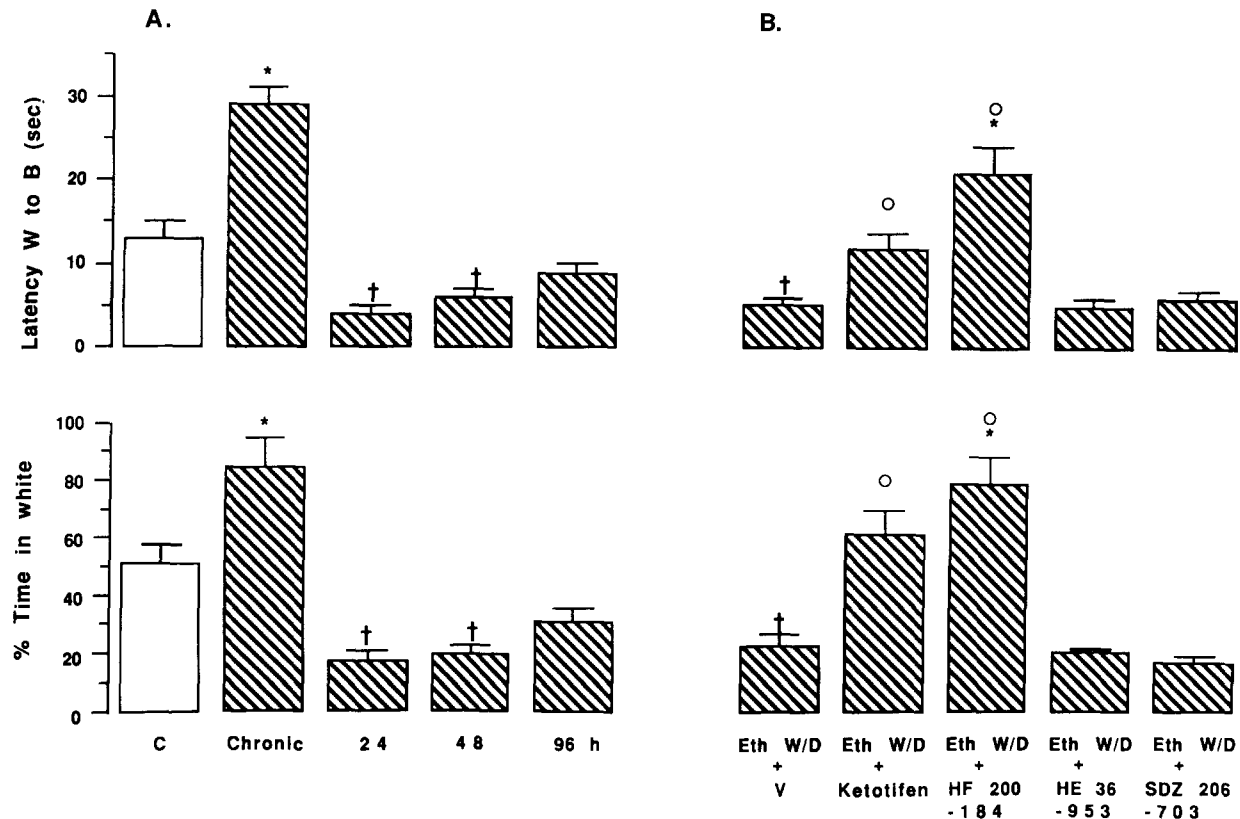 A.
B.
Latency W to B (sec)
30
20
10
0
*
†
†
†
○
○
*
% Time in white
100
80
60
40
20
0
*
†
†
†
○
○
*
C Chronic 24 48 96 h
Eth W/D Eth W/D Eth W/D Eth W/D Eth W/D
+ + + + +
V Ketotifen HF 200 HE 36 SDZ 206
-184 -953 -703